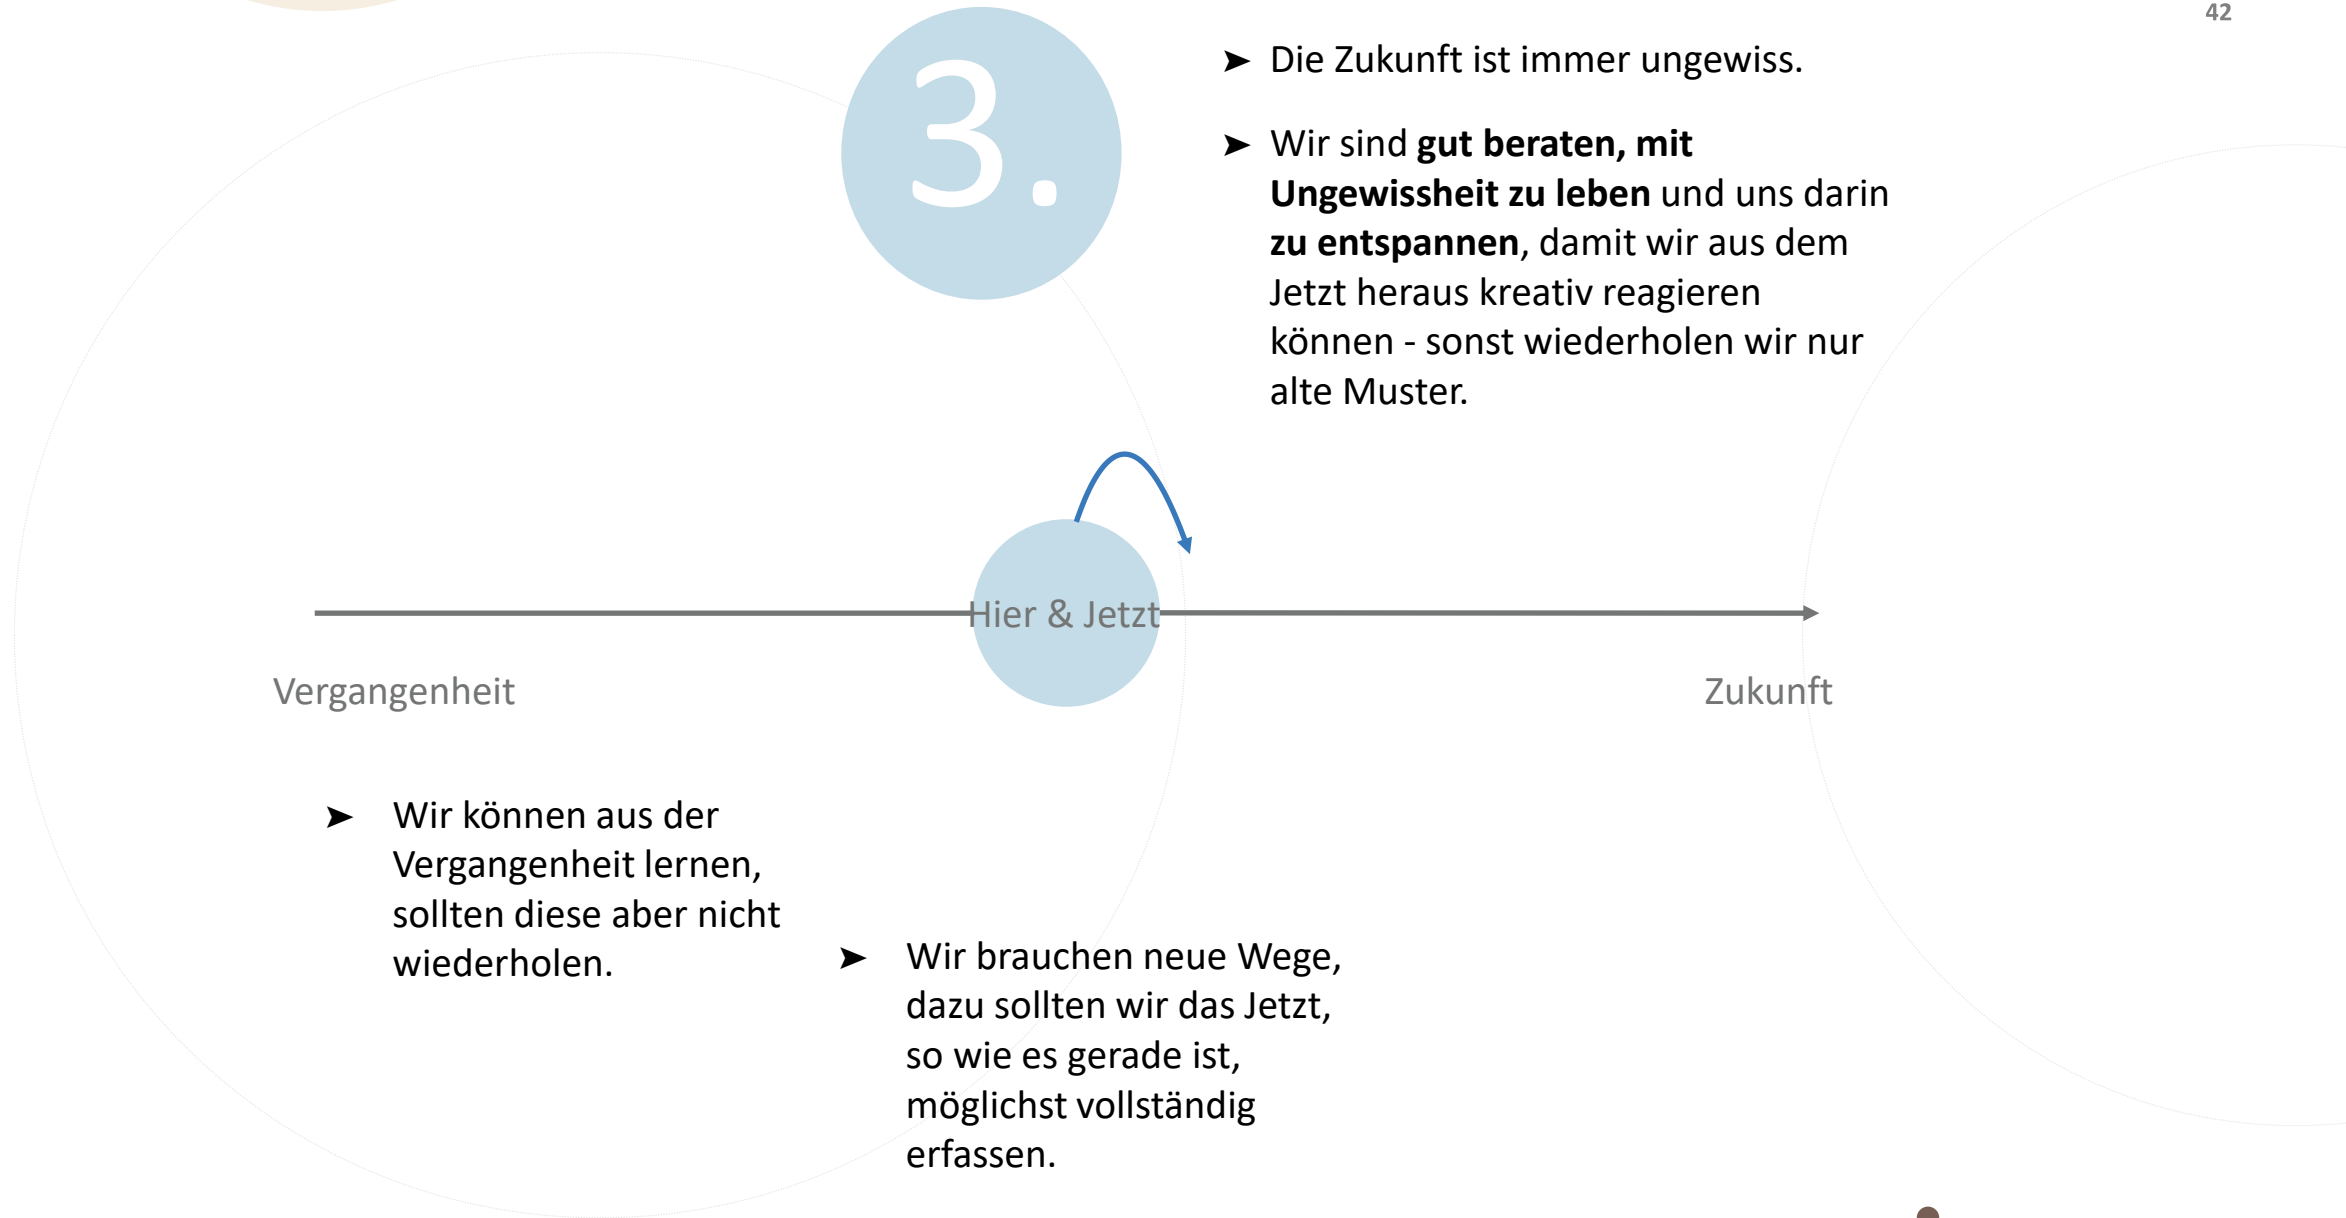 42
3.
➤ Die Zukunft ist immer ungewiss.
➤ Wir sind gut beraten, mit
Ungewissheit zu leben und uns darin
zu entspannen, damit wir aus dem
Jetzt heraus kreativ reagieren
können - sonst wiederholen wir nur
alte Muster.
Hier & Jetzt
Vergangenheit
Zukunft
➤ Wir können aus der
Vergangenheit lernen,
sollten diese aber nicht
wiederholen.
➤ Wir brauchen neue Wege,
dazu sollten wir das Jetzt,
so wie es gerade ist,
möglichst vollständig
erfassen.